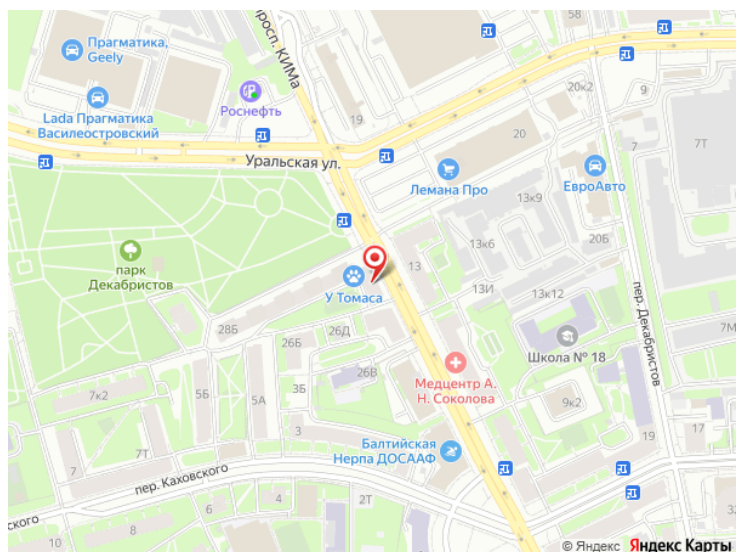 58
Прагматика,
Geely
просп. КИМа
20к2
9
Роснефть
Lada Прагматика
Василеостровский
19
20
7
7Т
Уральская ул.
Лемана Про
ЕвроАвто
13к9
13к6
20Б
парк
Декабристов
13
У Томаса
13И
13к12
пер. Декабристов
28Б
26Б
26Д
Школа № 18
7М
Медцентр А.
Н. Соколова
7к2
5Б
5А
3Б
26В
9к2
3
Балтийская
Нерпа ДОСААФ
19
17
7Т
пер. Каховского
2Т
10
4
32
© Яндекс Яндекс Карты